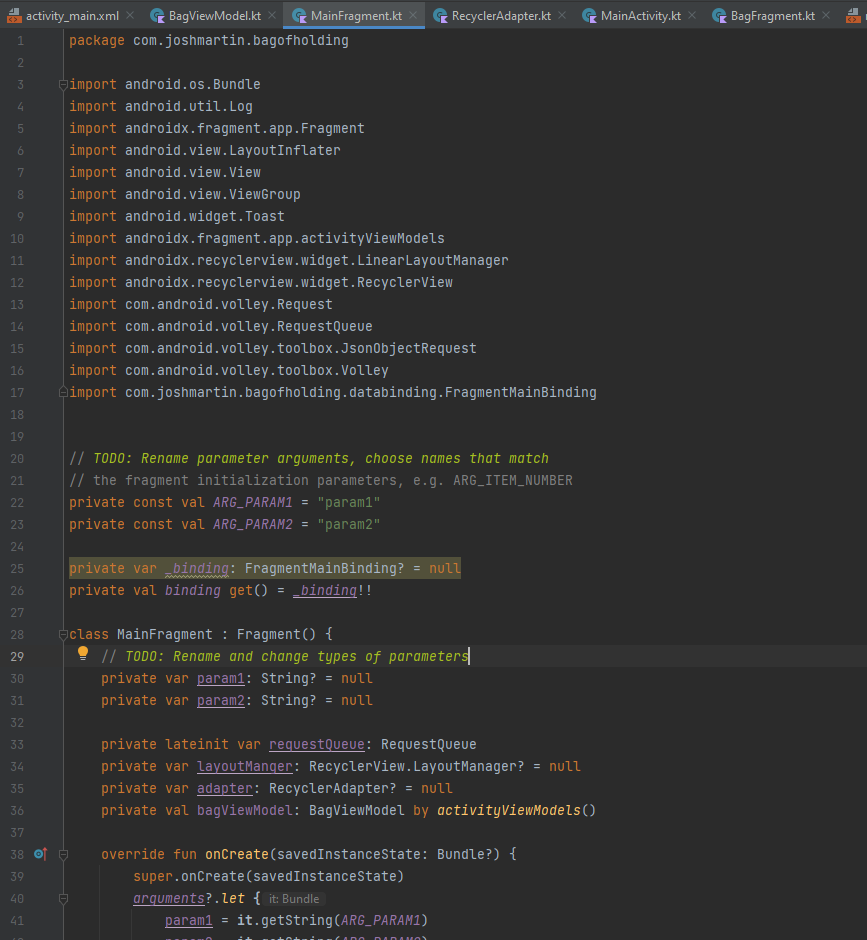 activity_main.xml BagViewModel.kt MainFragment.kt RecyclerAdapter.kt MainActivity.kt BagFragment.kt
1 package com.joshmartin.bagofholding
2
3 import android.os.Bundle
4 import android.util.Log
5 import androidx.fragment.app.Fragment
6 import android.view.LayoutInflater
7 import android.view.View
8 import android.view.ViewGroup
9 import android.widget.Toast
10 import androidx.fragment.app.activityViewModels
11 import androidx.recyclerview.widget.LinearLayoutManager
12 import androidx.recyclerview.widget.RecyclerView
13 import com.android.volley.Request
14 import com.android.volley.RequestQueue
15 import com.android.volley.toolbox.JsonObjectRequest
16 import com.android.volley.toolbox.Volley
17 import com.joshmartin.bagofholding.databinding.FragmentMainBinding
18
19
20 // TODO: Rename parameter arguments, choose names that match
21 // the fragment initialization parameters, e.g. ARG_ITEM_NUMBER
22 private const val ARG_PARAM1 = "param1"
23 private const val ARG_PARAM2 = "param2"
24
25 private var _binding: FragmentMainBinding? = null
26 private val binding get() = _binding!!
27
28 class MainFragment : Fragment() {
29 // TODO: Rename and change types of parameters
30 private var param1: String? = null
31 private var param2: String? = null
32
33 private lateinit var requestQueue: RequestQueue
34 private var layoutManger: RecyclerView.LayoutManager? = null
35 private var adapter: RecyclerAdapter? = null
36 private val bagViewModel: BagViewModel by activityViewModels()
37
38 override fun onCreate(savedInstanceState: Bundle?) {
39 super.onCreate(savedInstanceState)
40 arguments?.let { it: Bundle
41 param1 = it.getString(ARG_PARAM1)